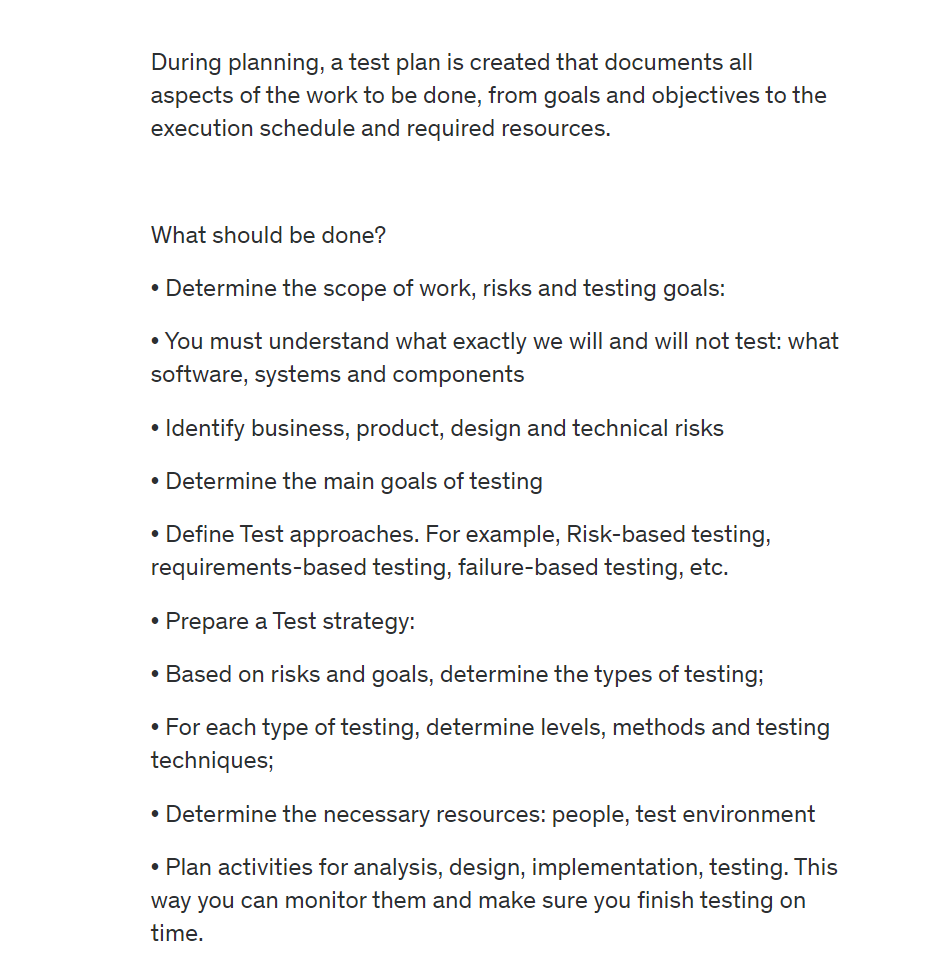 During planning, a test plan is created that documents all
aspects of the work to be done, from goals and objectives to the
execution schedule and required resources.
What should be done?
• Determine the scope of work, risks and testing goals:
• You must understand what exactly we will and will not test: what
software, systems and components
• Identify business, product, design and technical risks
• Determine the main goals of testing
• Define Test approaches. For example, Risk-based testing,
requirements-based testing, failure-based testing, etc.
• Prepare a Test strategy:
• Based on risks and goals, determine the types of testing;
• For each type of testing, determine levels, methods and testing
techniques;
• Determine the necessary resources: people, test environment
• Plan activities for analysis, design, implementation, testing. This
way you can monitor them and make sure you finish testing on
time.